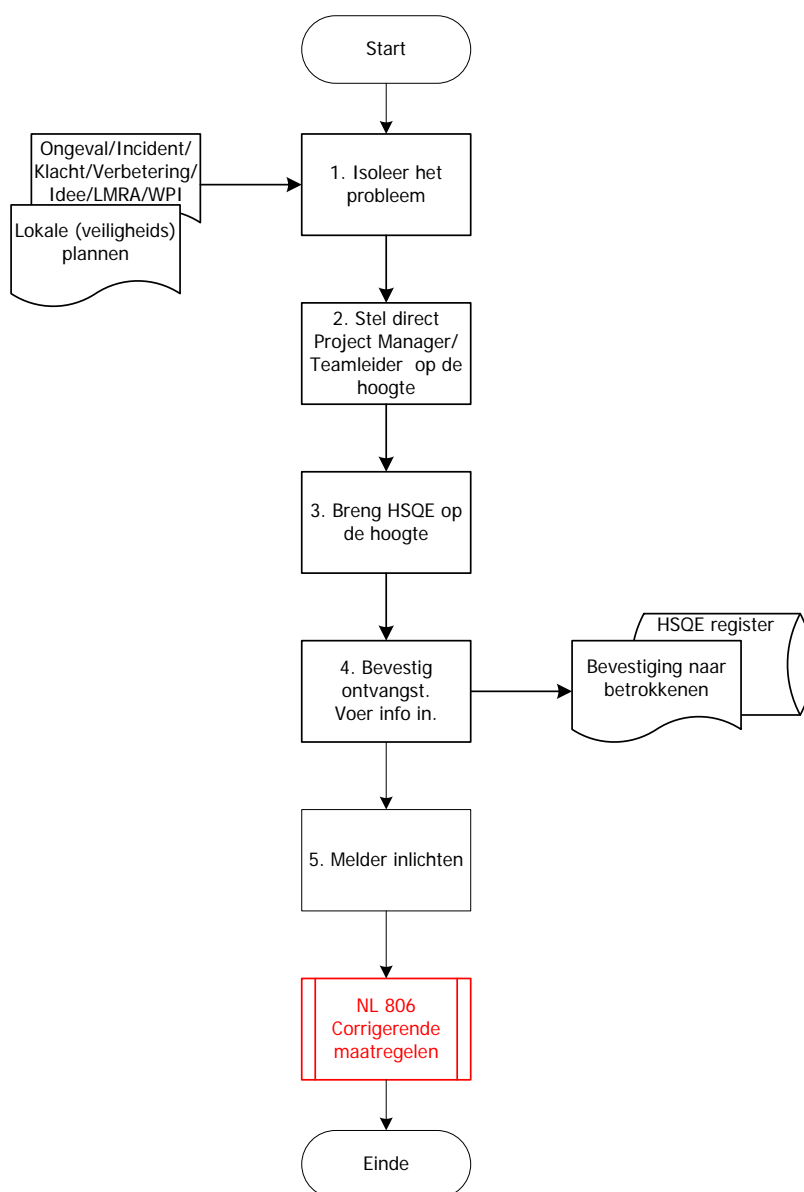 Start
Ongeval/Incident/
Klacht/Verbetering/
Idee/LMRA/WPI
Lokale (veiligheids)
plannen
1. Isoleer het
probleem
2. Stel direct
Project Manager/
Teamleider op de
hoogte
3. Breng HSQE op
de hoogte
4. Bevestig
ontvangst.
Voer info in.
HSQE register
Bevestiging naar
betrokkenen
5. Melder inlichten
NL 806
Corrigerende
maatregelen
Einde